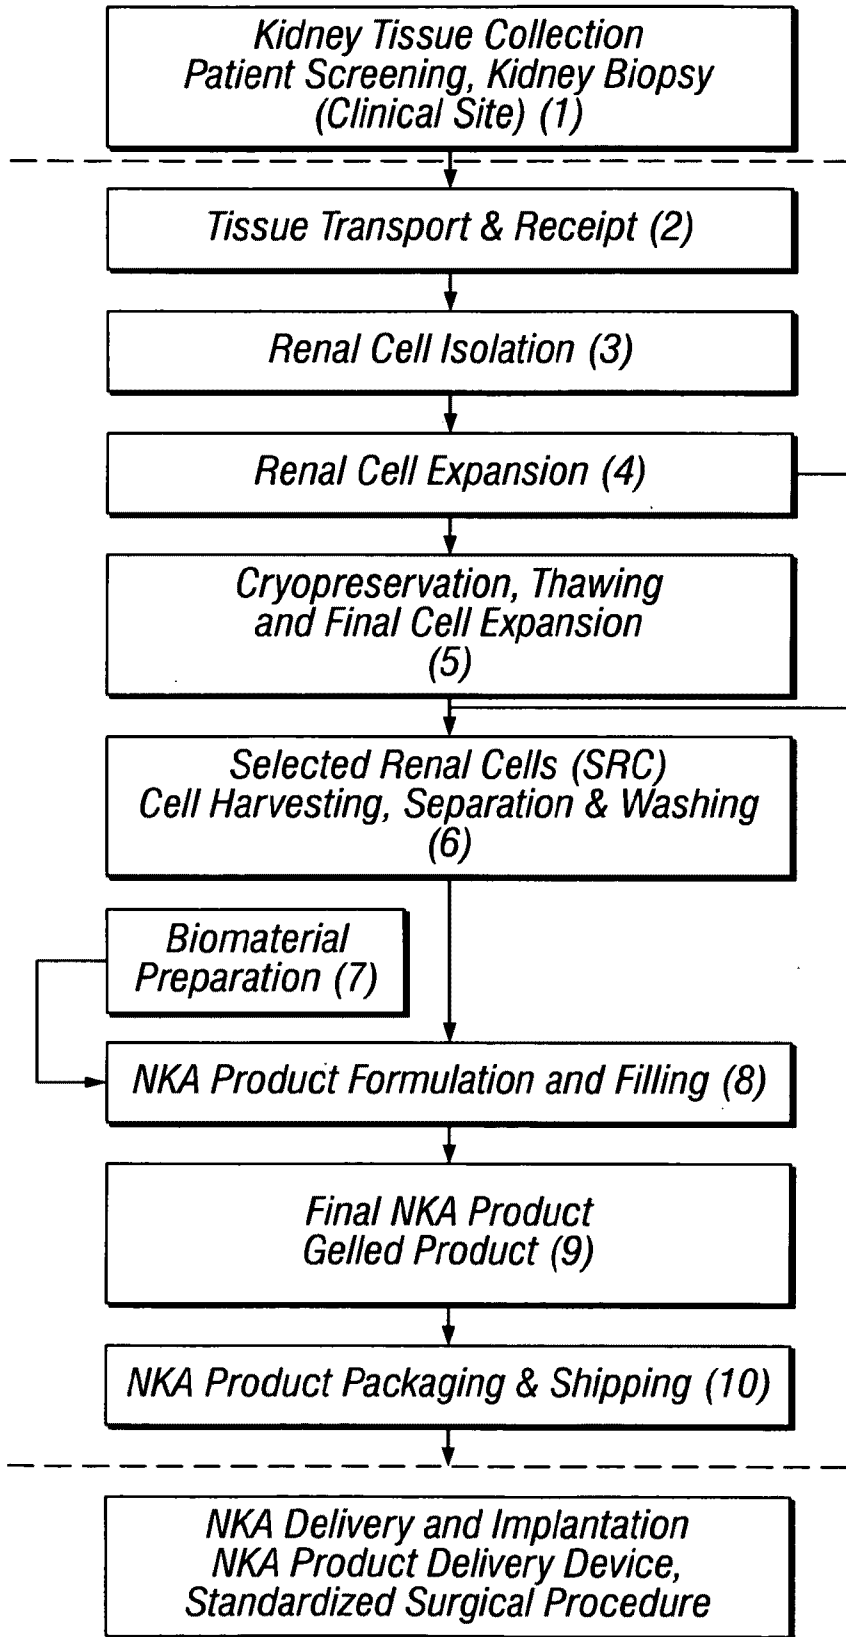 Kidney Tissue Collection
Patient Screening, Kidney Biopsy
(Clinical Site) (1)
Tissue Transport & Receipt (2)
Renal Cell Isolation (3)
Renal Cell Expansion (4)
Cryopreservation, Thawing
and Final Cell Expansion
(5)
Selected Renal Cells (SRC)
Cell Harvesting, Separation & Washing
(6)
Biomaterial
Preparation (7)
NKA Product Formulation and Filling (8)
Final NKA Product
Gelled Product (9)
NKA Product Packaging & Shipping (10)
NKA Delivery and Implantation
NKA Product Delivery Device,
Standardized Surgical Procedure